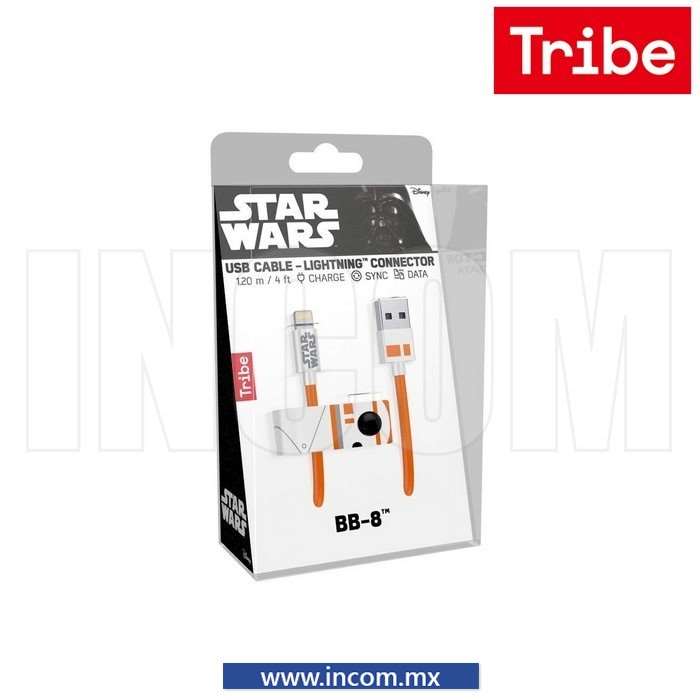 Tribe
Disney
STAR
WARS
USB CABLE - LIGHTNING™ CONNECTOR
1.20 m / 4 ft CHARGE SYNC DATA
STAR
WARS
Tribe
BB-8™
STAR
WARS
Disney
INCOM
www.incom.mx